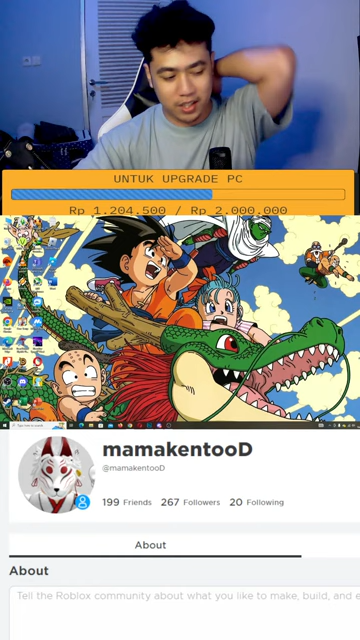 UNTUK UPGRADE PC
Rp 1.204.500 / Rp 2.000.000
mamakentooD
@mamakentooD
199 Friends 267 Followers 20 Following
About
About
Tell the Roblox community about what you like to make, build, and e